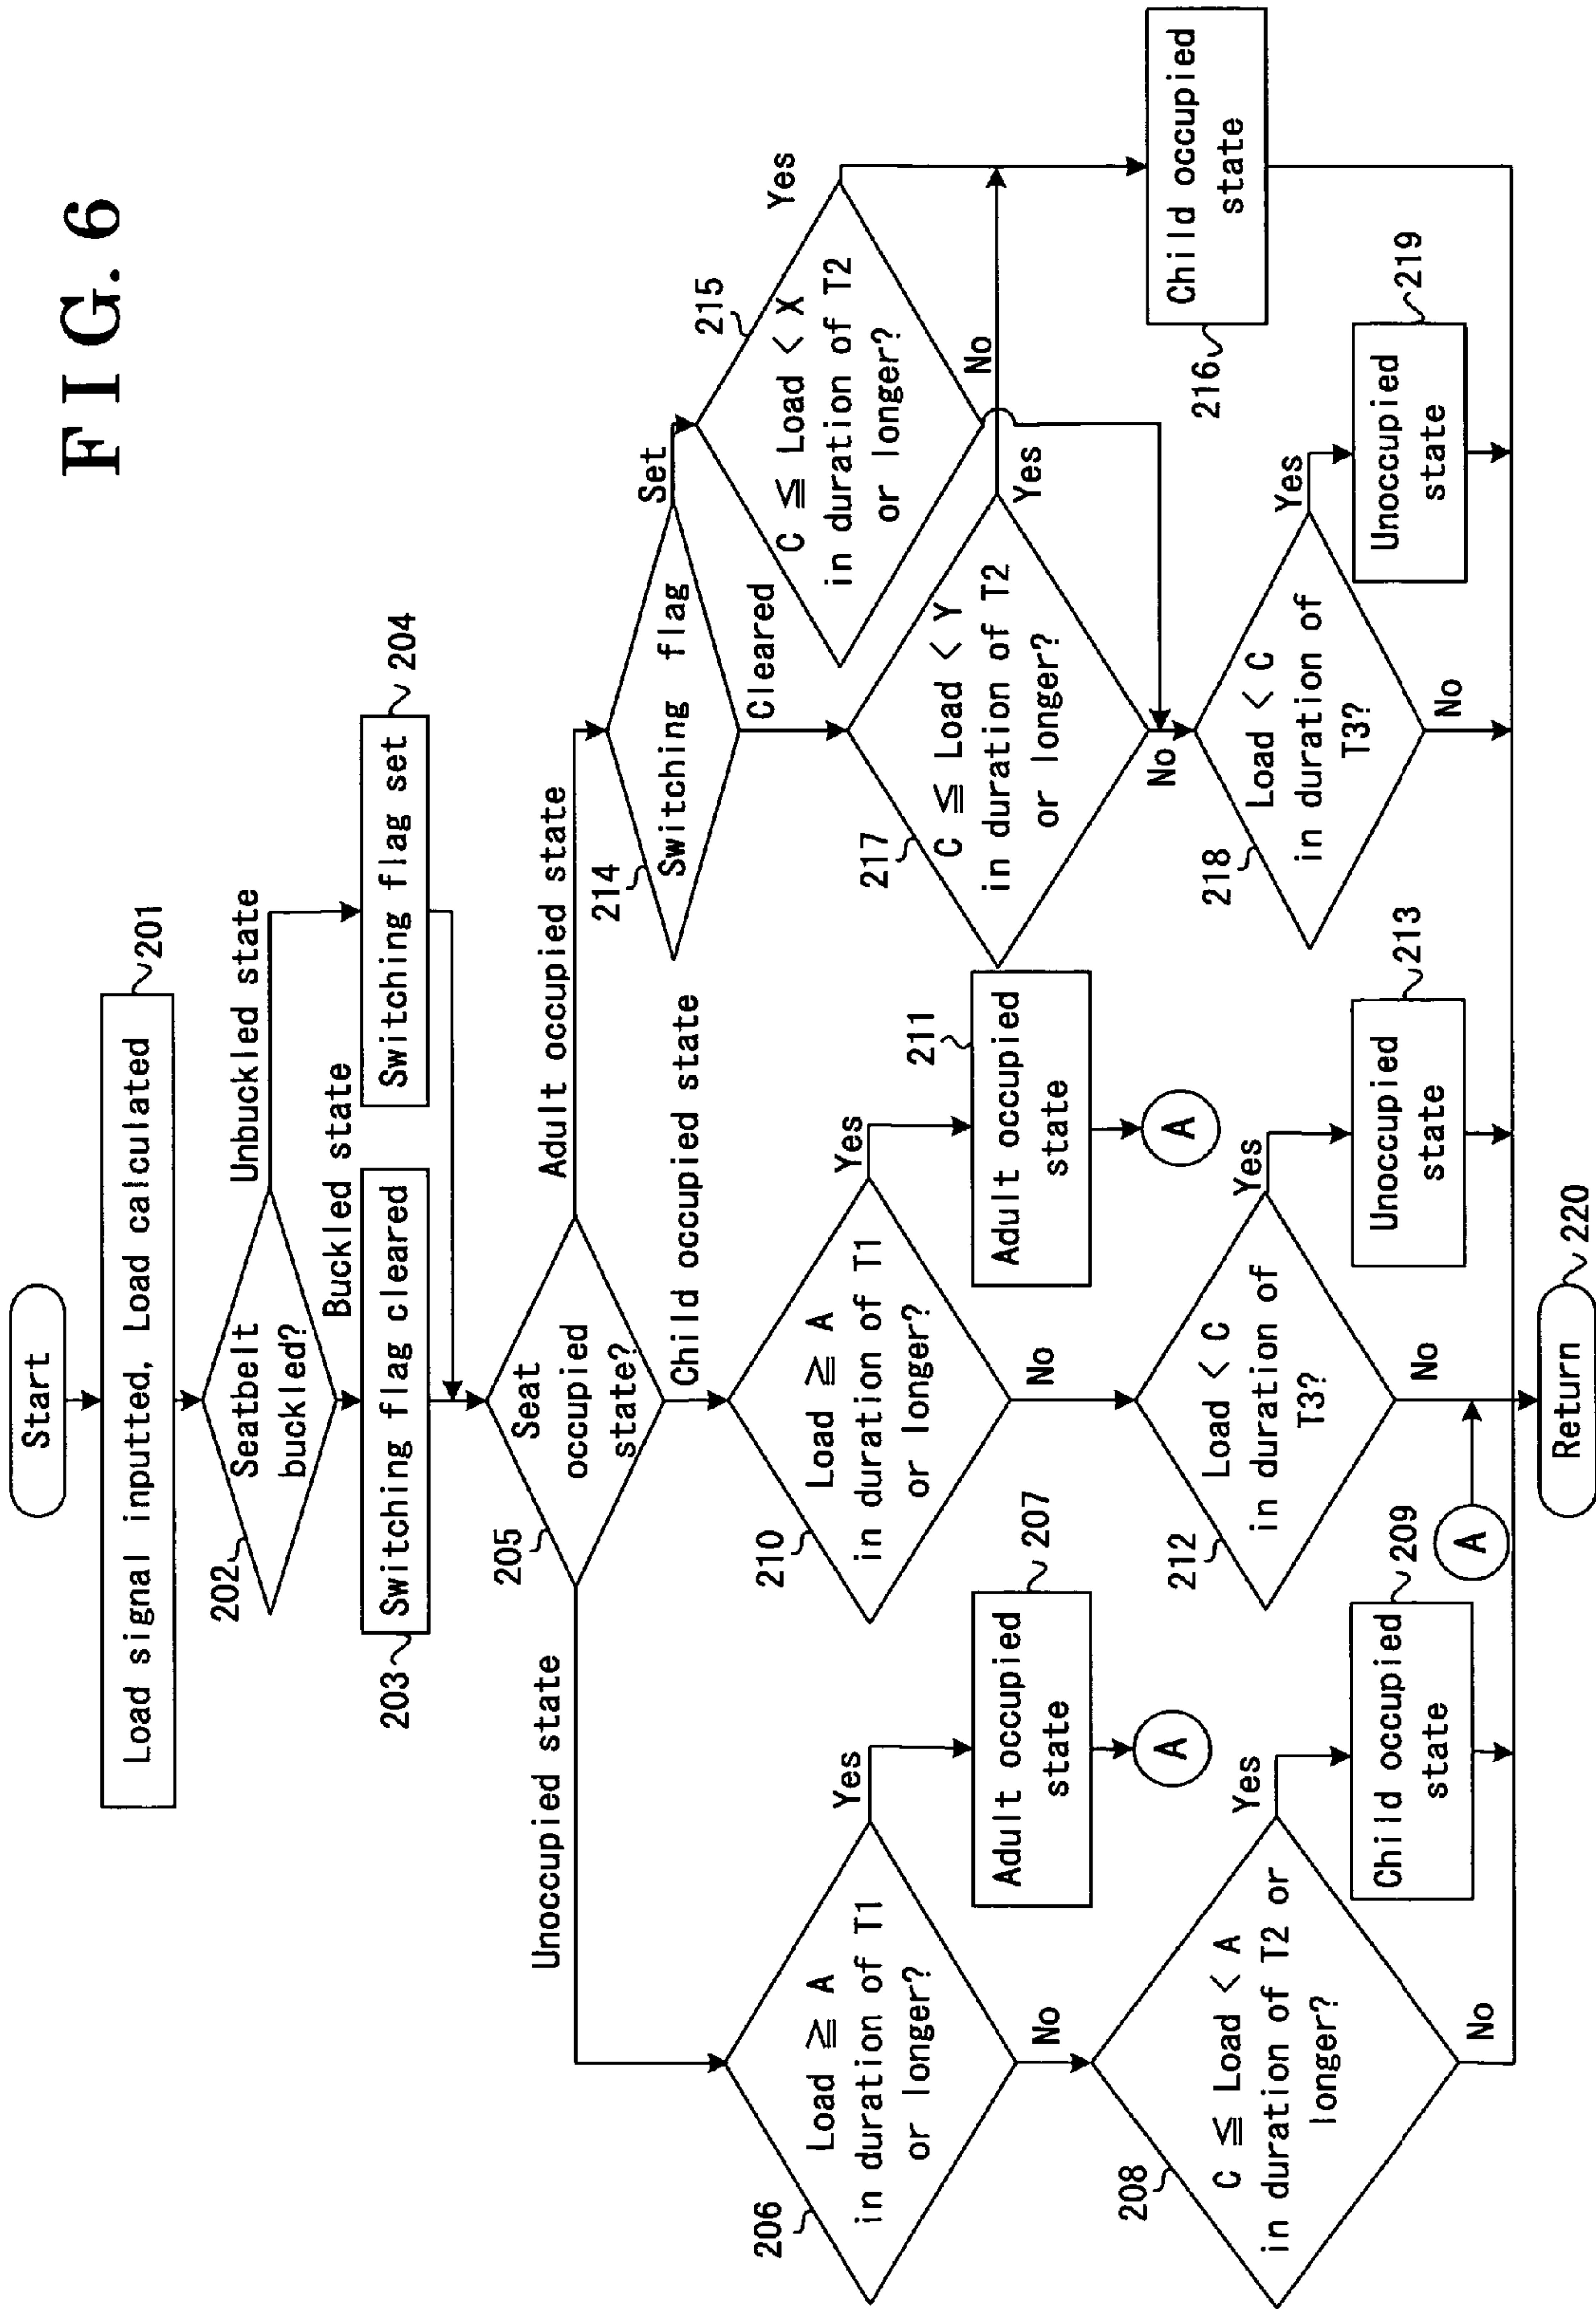 FIG. 6
Start
Load signal inputted, Load calculated
201
Seatbelt
buckled?
202
Unbuckled state
Buckled state
Switching flag cleared
203
Switching flag set
204
Seat
occupied
state?
205
Unoccupied state
Child occupied state
Adult occupied state
Load ≧ A
in duration of T1
or longer?
206
Yes
No
Adult occupied
state
207
A
C ≦ Load < A
in duration of T2 or
longer?
208
Yes
No
Child occupied
state
209
Load ≧ A
in duration of T1
or longer?
210
Yes
No
Adult occupied
state
211
A
Load < C
in duration of
T3?
212
Yes
No
Unoccupied
state
213
A
Switching flag
214
Set
Cleared
C ≦ Load < X
in duration of T2
or longer?
215
Yes
No
Child occupied
state
216
C ≦ Load < Y
in duration of T2
or longer?
217
Yes
No
Load < C
in duration of
T3?
218
Yes
No
Unoccupied
state
219
Return
220